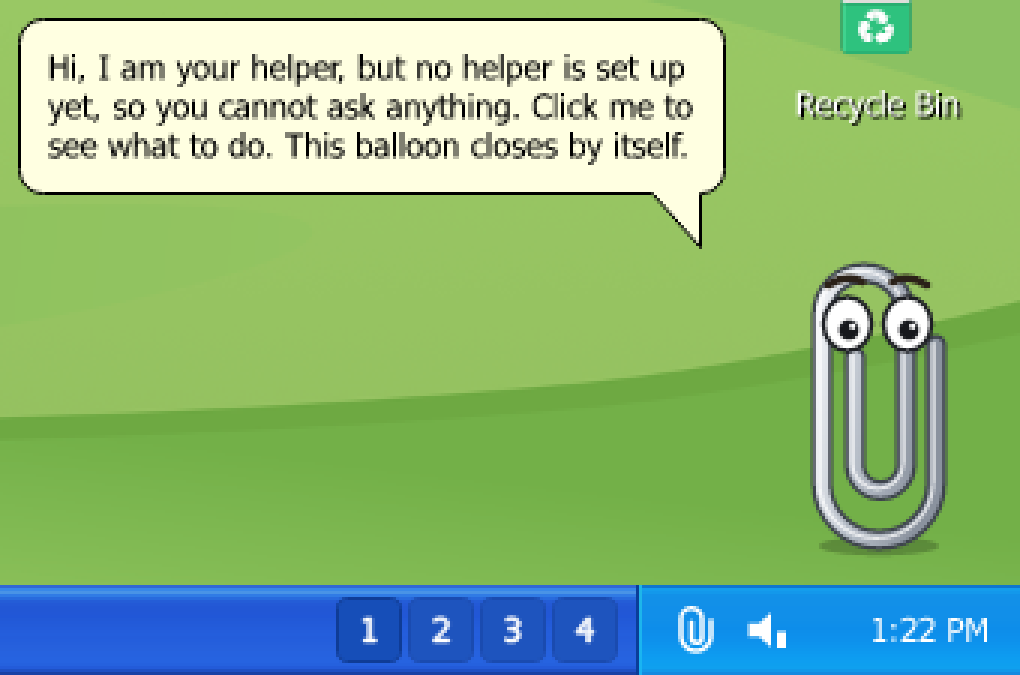 Hi, I am your helper, but no helper is set up
yet, so you cannot ask anything. Click me to
see what to do. This balloon closes by itself.
Recycle Bin
1 2 3 4
1:22 PM